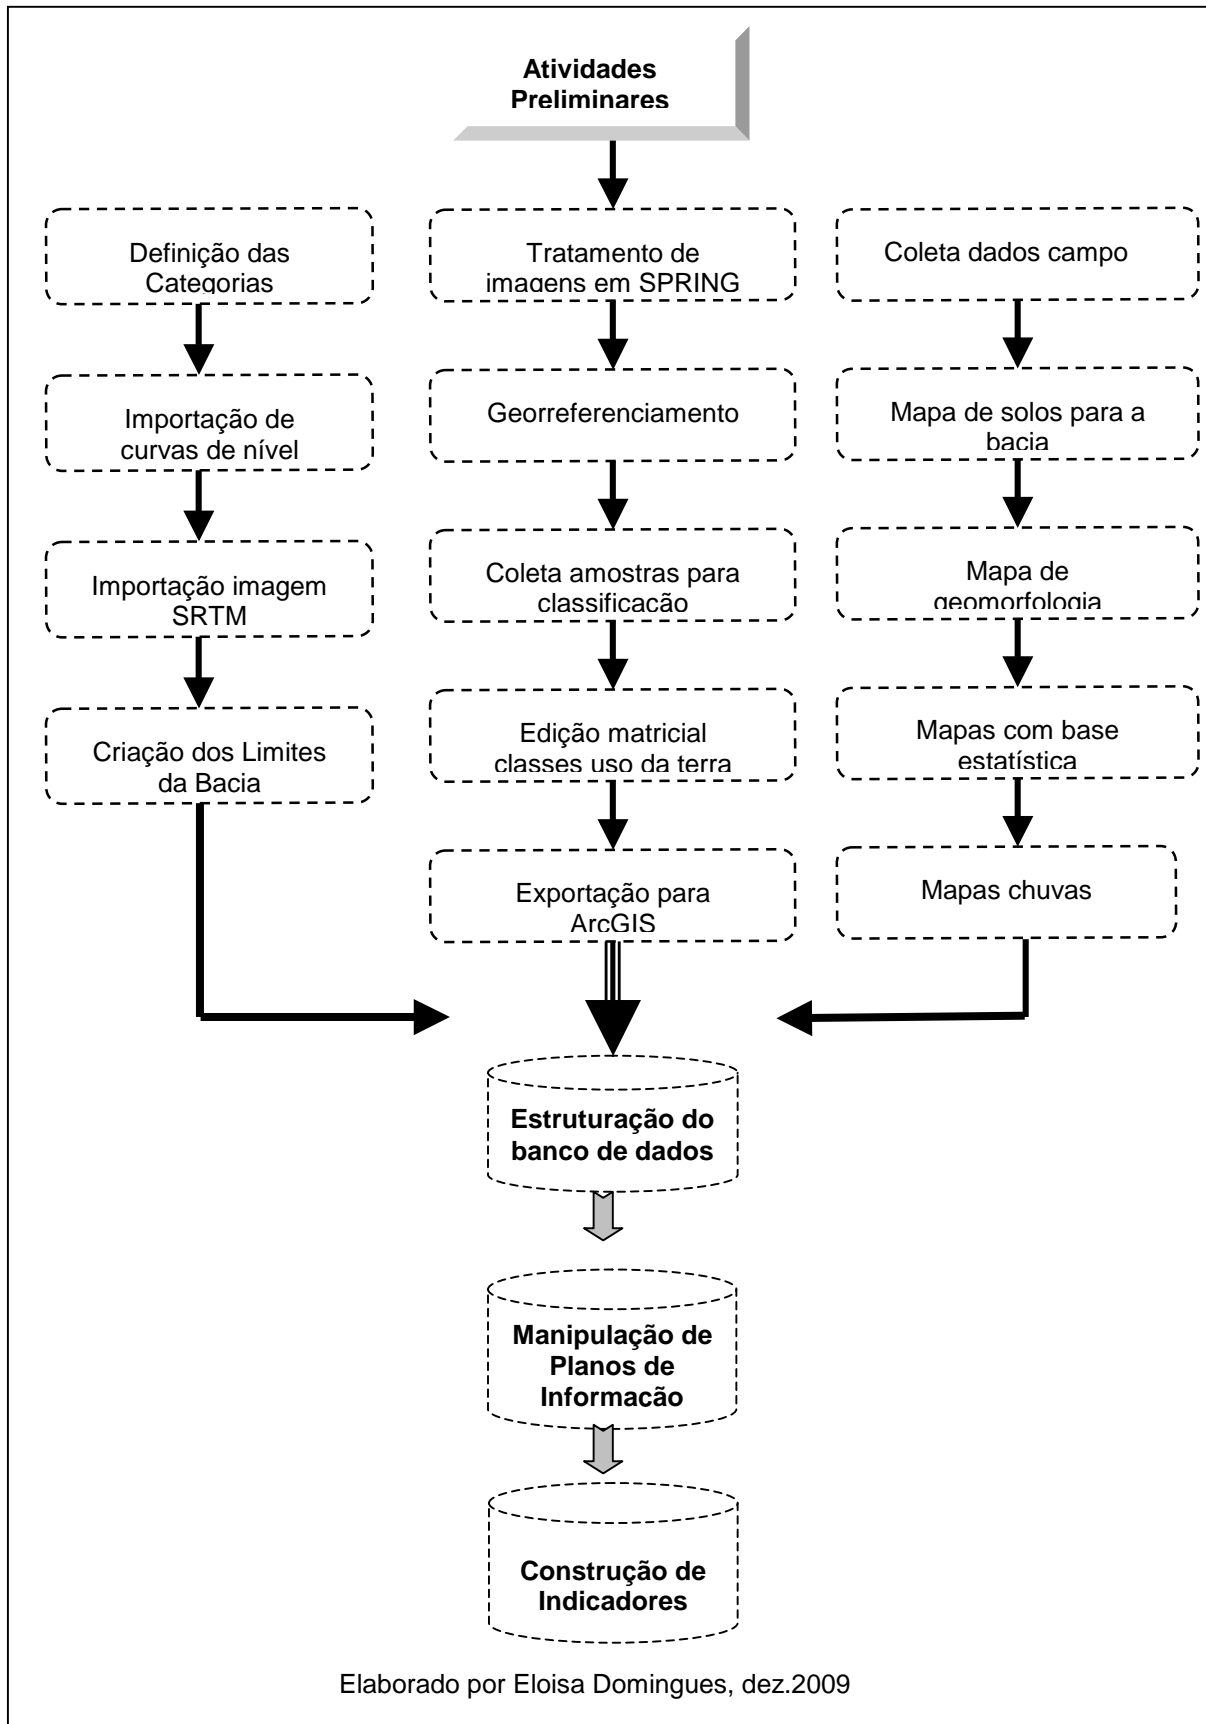 Atividades
Preliminares
Definição das
Categorias
Importação de
curvas de nível
Importação imagem
SRTM
Criação dos Limites
da Bacia
Tratamento de
imagens em SPRING
Georreferenciamento
Coleta amostras para
classificação
Edição matricial
classes uso da terra
Exportação para
ArcGIS
Coleta dados campo
Mapa de solos para a
bacia
Mapa de
geomorfologia
Mapas com base
estatística
Mapas chuvas
Estruturação do
banco de dados
Manipulação de
Planos de
Informação
Construção de
Indicadores
Elaborado por Eloisa Domingues, dez.2009